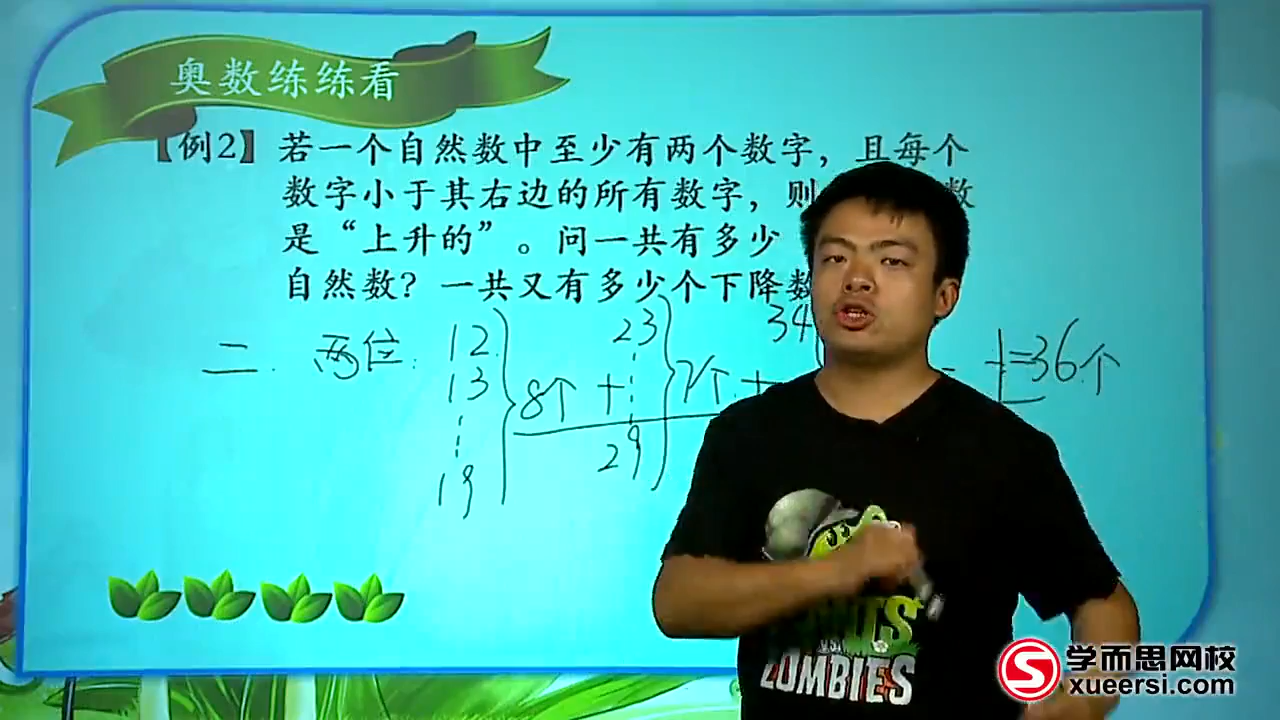 奥数练练看
【例2】若一个自然数中至少有两个数字，且每个
数字小于其右边的所有数字，则 数
是“上升的”。问一共有多少
自然数？一共又有多少个下降数
二. 两位: 12 23 34
13 8个 + 7个 + +=36个
19 29
PLANTS
VS.
ZOMBIES
学而思网校
xueersi.com